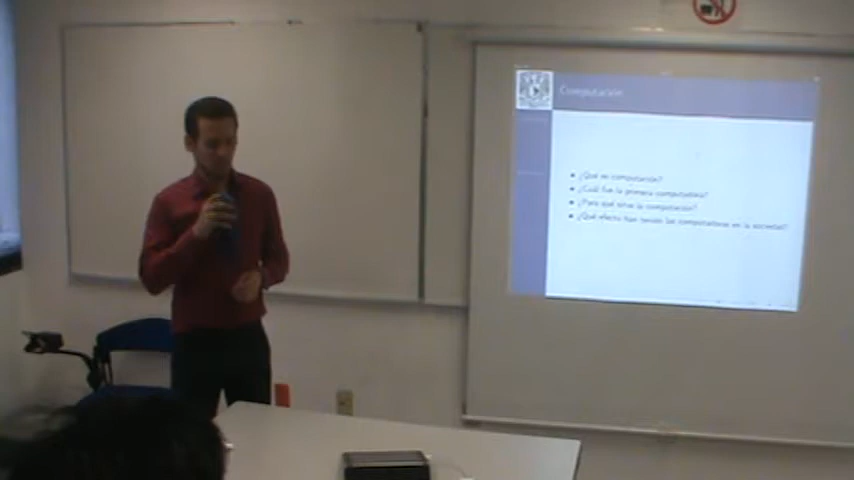 Computación
¿Qué es computación?
¿Cuál fue la primera computadora?
¿Para qué sirve la computación?
¿Qué efecto han tenido las computadoras en la sociedad?